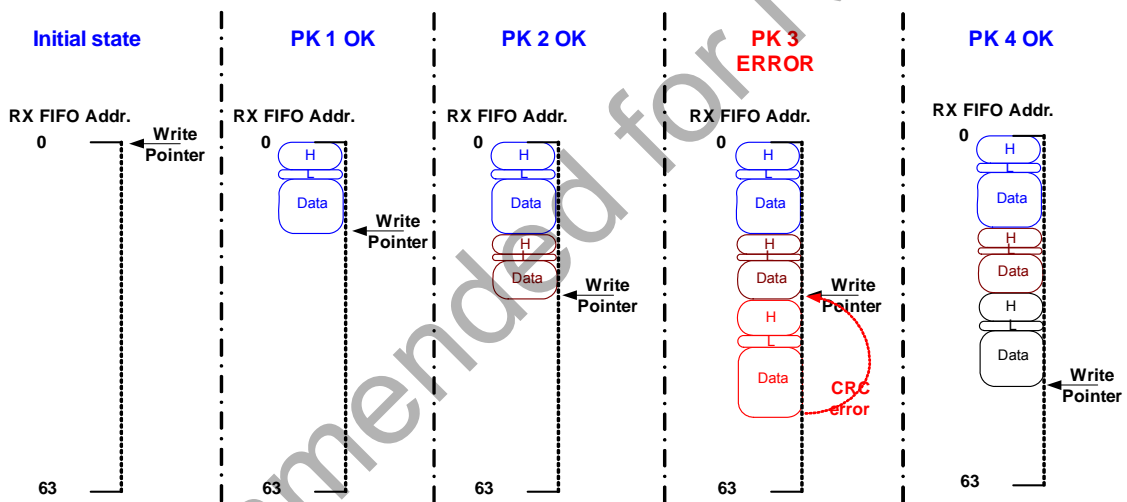 Initial state
RX FIFO Addr.
0
Write
Pointer
63
PK 1 OK
RX FIFO Addr.
0
H
L
Data
Write
Pointer
63
PK 2 OK
RX FIFO Addr.
0
H
L
Data
H
L
Data
Write
Pointer
63
PK 3
ERROR
RX FIFO Addr.
0
H
L
Data
H
L
Data
H
L
Data
Write
Pointer
CRC
error
63
PK 4 OK
RX FIFO Addr.
0
H
L
Data
H
L
Data
H
L
Data
Write
Pointer
63
mmended for